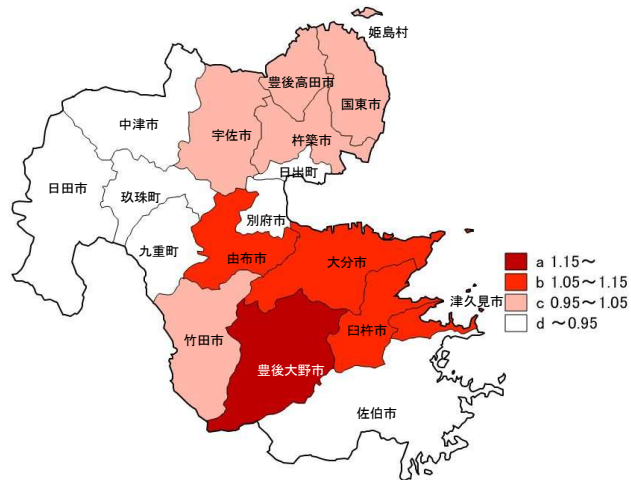 姫島村
豊後高田市
国東市
中津市
宇佐市
杵築市
日出町
日田市
玖珠町
別府市
九重町
由布市
大分市
a 1.15～
b 1.05～1.15
c 0.95～1.05
d ～0.95
津久見市
臼杵市
竹田市
豊後大野市
佐伯市